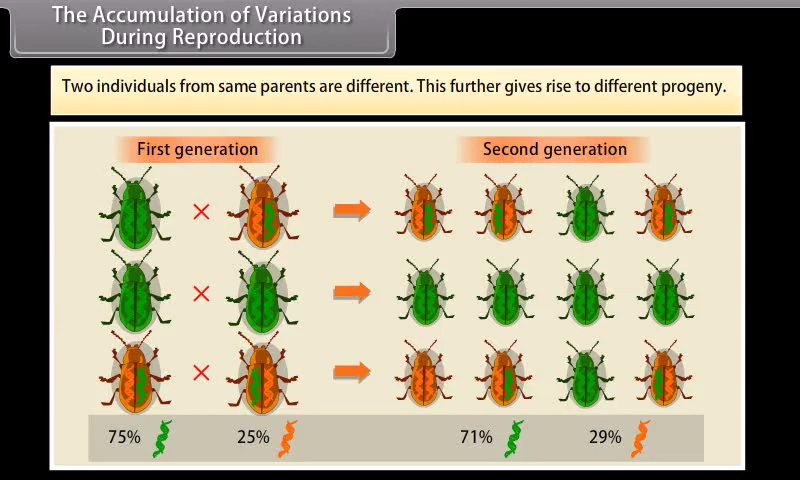 The Accumulation of Variations
During Reproduction
Two individuals from same parents are different. This further gives rise to different progeny.
First generation
Second generation
75%
25%
71%
29%